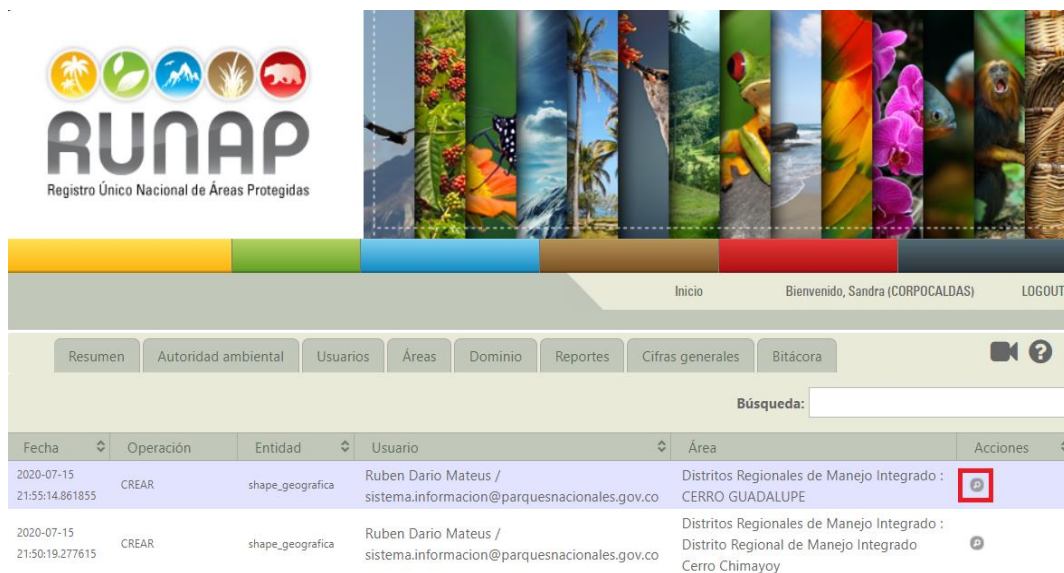 RUNAP
Registro Único Nacional de Áreas Protegidas
Inicio Bienvenido, Sandra (CORPOCALDAS) LOGOUT
Resumen Autoridad ambiental Usuarios Áreas Dominio Reportes Cifras generales Bitácora
Búsqueda:
Fecha Operación Entidad Usuario Área Acciones
2020-07-15
21:55:14.861855
CREAR
shape_geografica
Ruben Dario Mateus /
sistema.informacion@parquesnacionales.gov.co
Distritos Regionales de Manejo Integrado :
CERRO GUADALUPE
2020-07-15
21:50:19.277615
CREAR
shape_geografica
Ruben Dario Mateus /
sistema.informacion@parquesnacionales.gov.co
Distritos Regionales de Manejo Integrado :
Distrito Regional de Manejo Integrado
Cerro Chimayoy